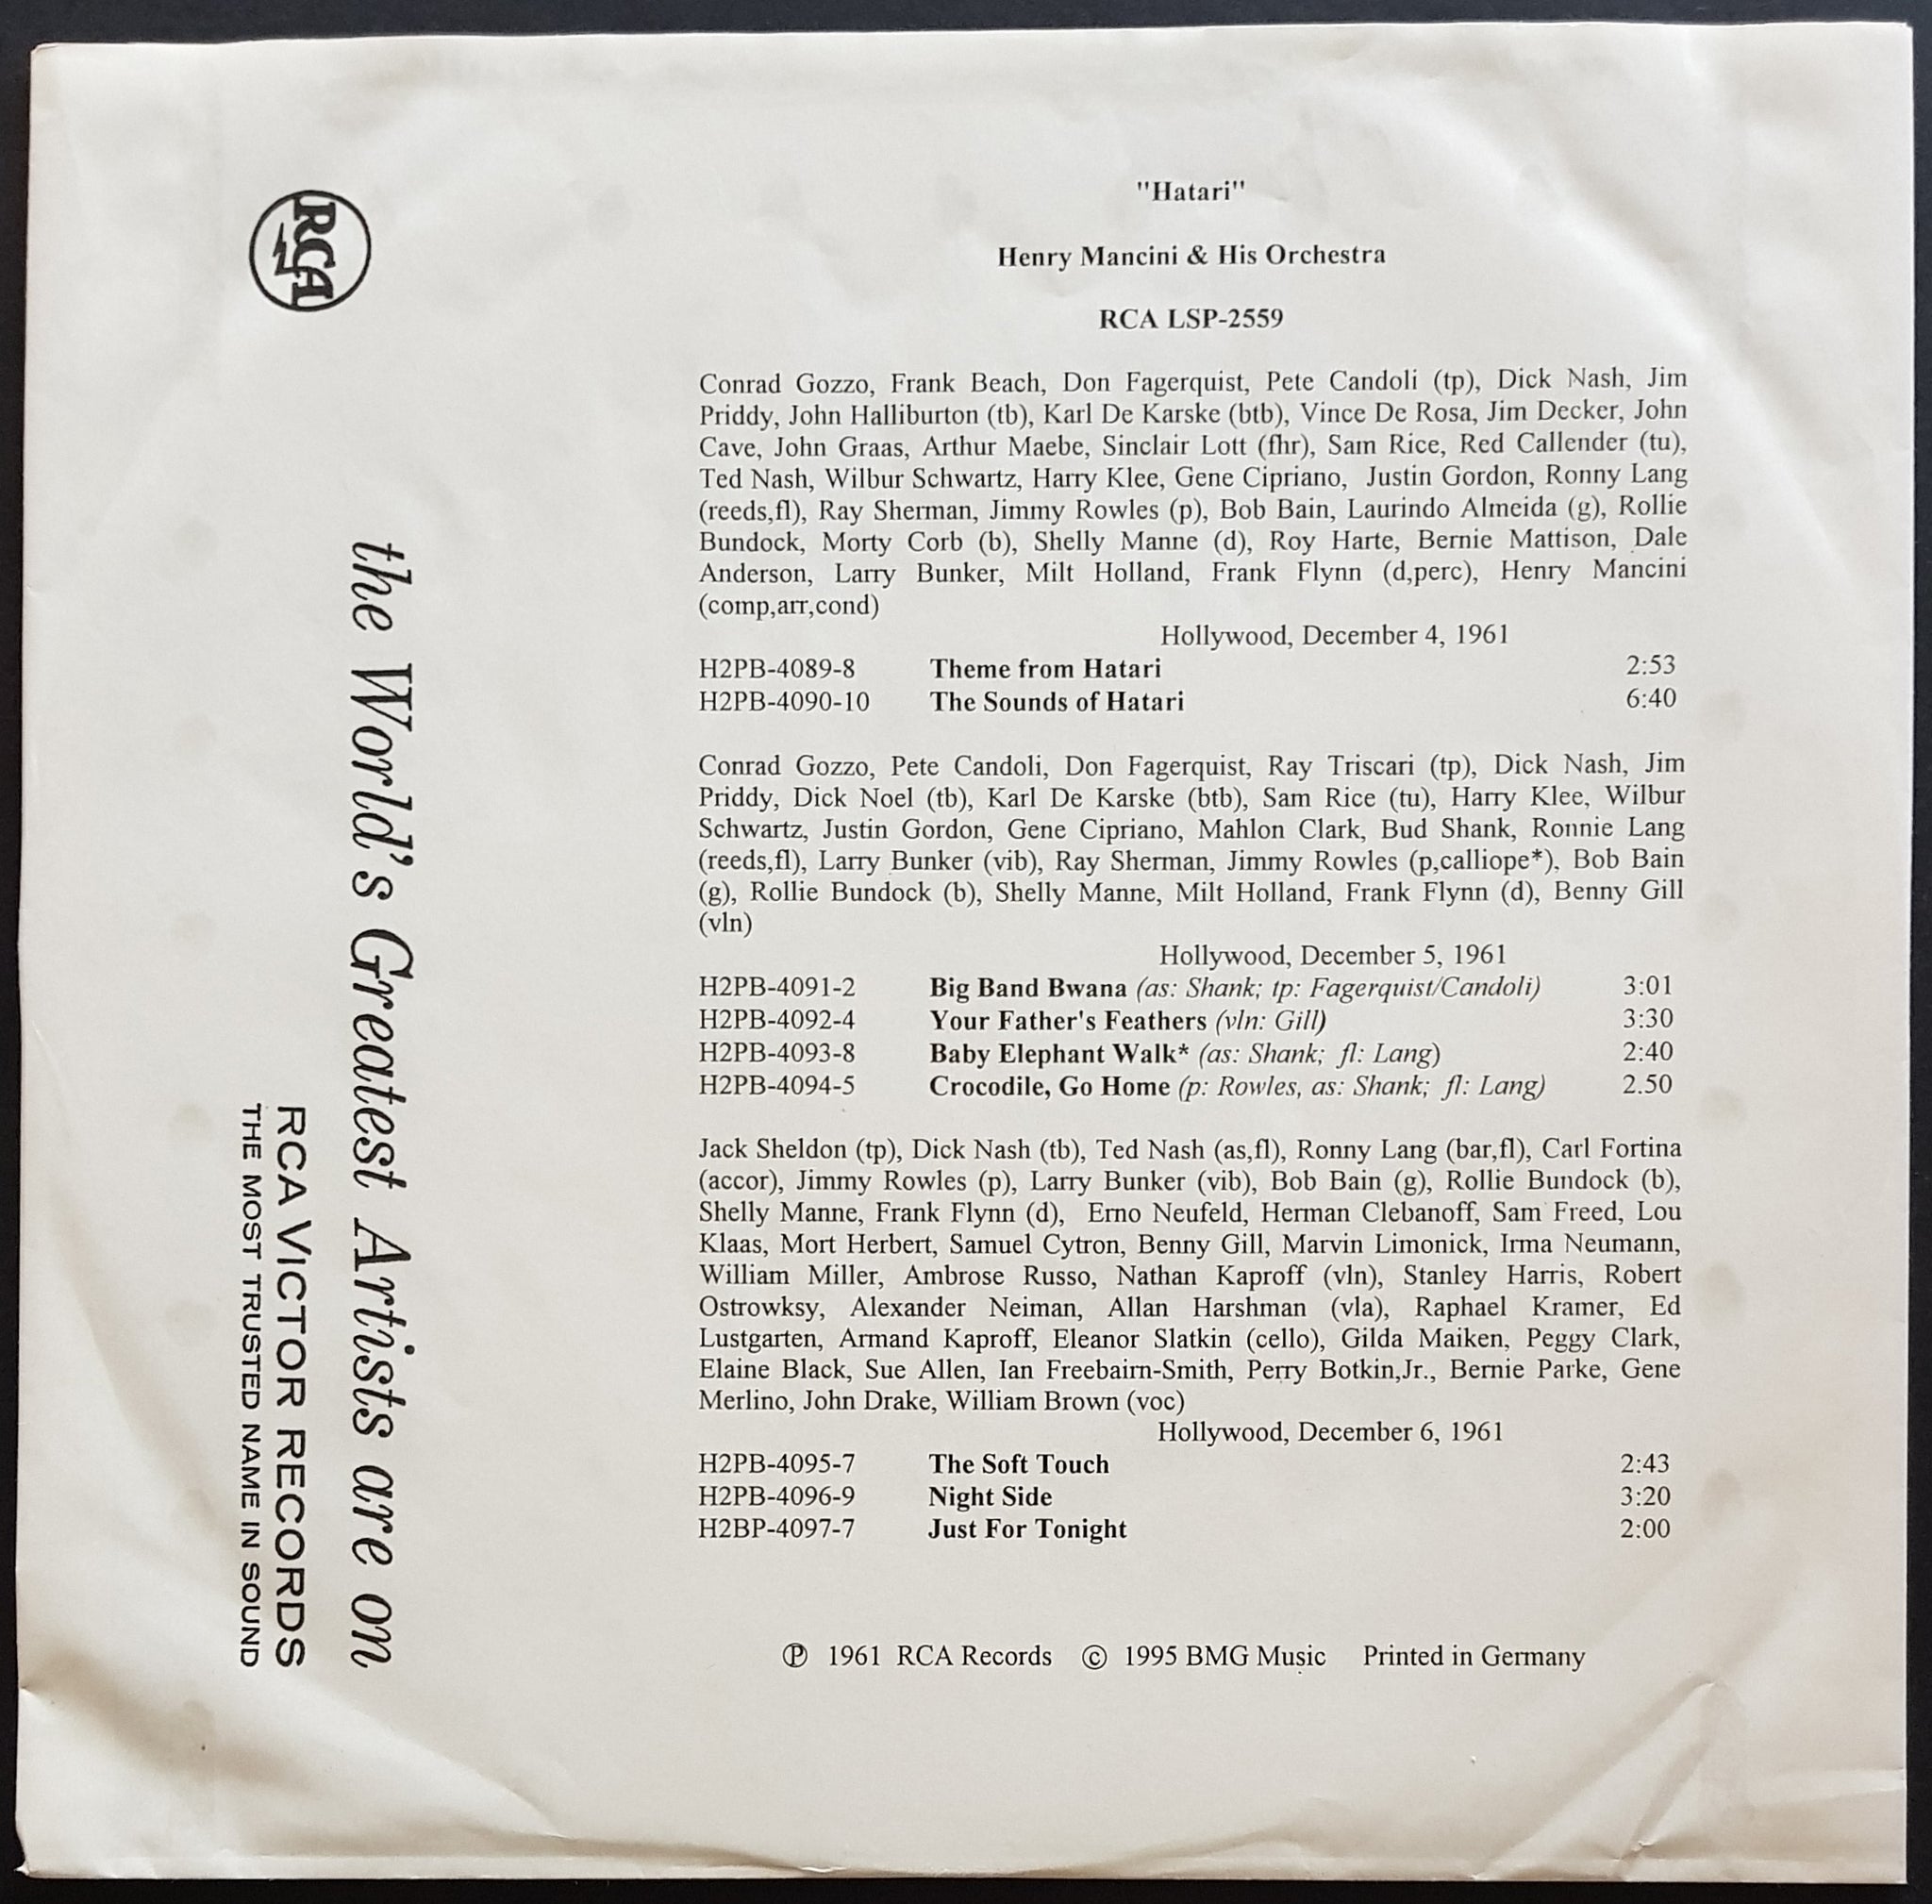 "Hatari"
Henry Mancini & His Orchestra
RCA LSP-2559
Conrad Gozzo, Frank Beach, Don Fagerquist, Pete Candoli (tp), Dick Nash, Jim
Priddy, John Halliburton (tb), Karl De Karske (btb), Vince De Rosa, Jim Decker, John
Cave, John Graas, Arthur Maebe, Sinclair Lott (fhr), Sam Rice, Red Callender (tu),
Ted Nash, Wilbur Schwartz, Harry Klee, Gene Cipriano, Justin Gordon, Ronny Lang
(reeds,fl), Ray Sherman, Jimmy Rowles (p), Bob Bain, Laurindo Almeida (g), Rollie
Bundock, Morty Corb (b), Shelly Manne (d), Roy Harte, Bernie Mattison, Dale
Anderson, Larry Bunker, Milt Holland, Frank Flynn (d,perc), Henry Mancini
(comp,arr,cond)
Hollywood, December 4, 1961
H2PB-4089-8 Theme from Hatari 2:53
H2PB-4090-10 The Sounds of Hatari 6:40
Conrad Gozzo, Pete Candoli, Don Fagerquist, Ray Triscari (tp), Dick Nash, Jim
Priddy, Dick Noel (tb), Karl De Karske (btb), Sam Rice (tu), Harry Klee, Wilbur
Schwartz, Justin Gordon, Gene Cipriano, Mahlon Clark, Bud Shank, Ronnie Lang
(reeds,fl), Larry Bunker (vib), Ray Sherman, Jimmy Rowles (p,calliope*), Bob Bain
(g), Rollie Bundock (b), Shelly Manne, Milt Holland, Frank Flynn (d), Benny Gill
(vln)
Hollywood, December 5, 1961
H2PB-4091-2 Big Band Bwana (as: Shank; tp: Fagerquist/Candoli) 3:01
H2PB-4092-4 Your Father's Feathers (vln: Gill) 3:30
H2PB-4093-8 Baby Elephant Walk* (as: Shank; fl: Lang) 2:40
H2PB-4094-5 Crocodile, Go Home (p: Rowles, as: Shank; fl: Lang) 2.50
Jack Sheldon (tp), Dick Nash (tb), Ted Nash (as,fl), Ronny Lang (bar,fl), Carl Fortina
(accor), Jimmy Rowles (p), Larry Bunker (vib), Bob Bain (g), Rollie Bundock (b),
Shelly Manne, Frank Flynn (d), Erno Neufeld, Herman Clebanoff, Sam Freed, Lou
Klaas, Mort Herbert, Samuel Cytron, Benny Gill, Marvin Limonick, Irma Neumann,
William Miller, Ambrose Russo, Nathan Kaproff (vln), Stanley Harris, Robert
Ostrowksy, Alexander Neiman, Allan Harshman (vla), Raphael Kramer, Ed
Lustgarten, Armand Kaproff, Eleanor Slatkin (cello), Gilda Maiken, Peggy Clark,
Elaine Black, Sue Allen, Ian Freebairn-Smith, Perry Botkin,Jr., Bernie Parke, Gene
Merlino, John Drake, William Brown (voc)
Hollywood, December 6, 1961
H2PB-4095-7 The Soft Touch 2:43
H2PB-4096-9 Night Side 3:20
H2BP-4097-7 Just For Tonight 2:00
℗ 1961 RCA Records © 1995 BMG Music Printed in Germany
RCA
the World's Greatest Artists are on
RCA VICTOR RECORDS
THE MOST TRUSTED NAME IN SOUND